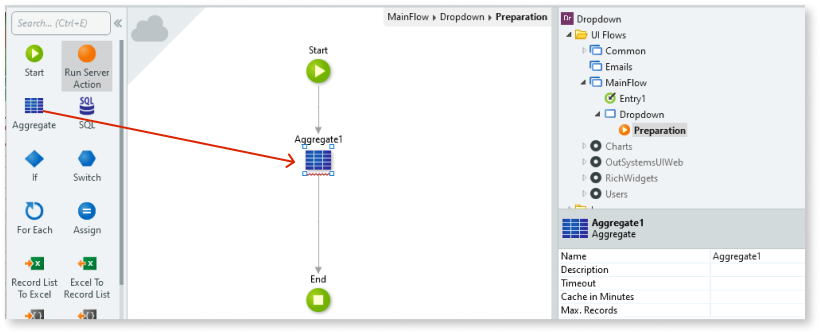 Search... (Ctrl+E)
Start
Run Server
Action
Aggregate
SQL
SQL
If
Switch
For Each
Assign
Record List
To Excel
Excel To
Record List
MainFlow
Dropdown
Preparation
Start
Aggregate1
End
Dropdown
UI Flows
Common
Emails
MainFlow
Entry1
Dropdown
Preparation
Charts
OutSystemsUIWeb
RichWidgets
Users
Aggregate1
Aggregate
Name Aggregate1
Description
Timeout
Cache in Minutes
Max. Records